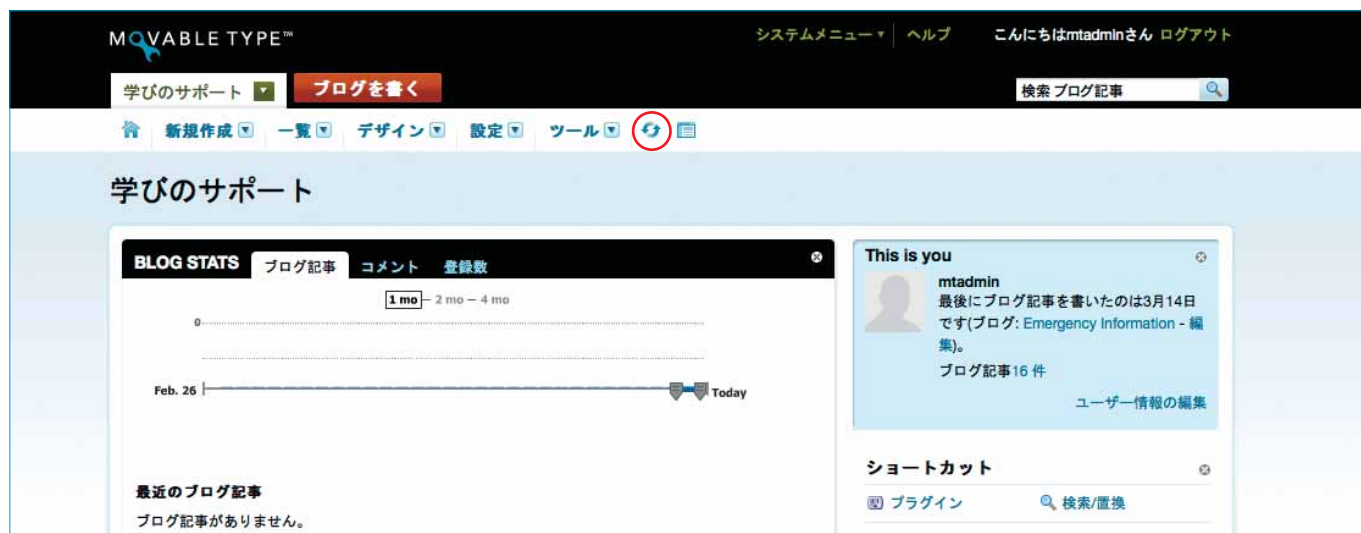 MOVABLE TYPE™
システムメニュー ヘルプ こんにちはmtadminさん ログアウト
学びのサポート ブログを書く 検索 ブログ記事
新規作成 一覧 デザイン 設定 ツール
学びのサポート
BLOG STATS ブログ記事 コメント 登録数
1 mo – 2 mo – 4 mo
0
Feb. 26 Today
最近のブログ記事
ブログ記事がありません。
This is you
mtadmin
最後にブログ記事を書いたのは3月14日
です(ブログ: Emergency Information - 編
集)。
ブログ記事16 件
ユーザー情報の編集
ショートカット
プラグイン 検索/置換